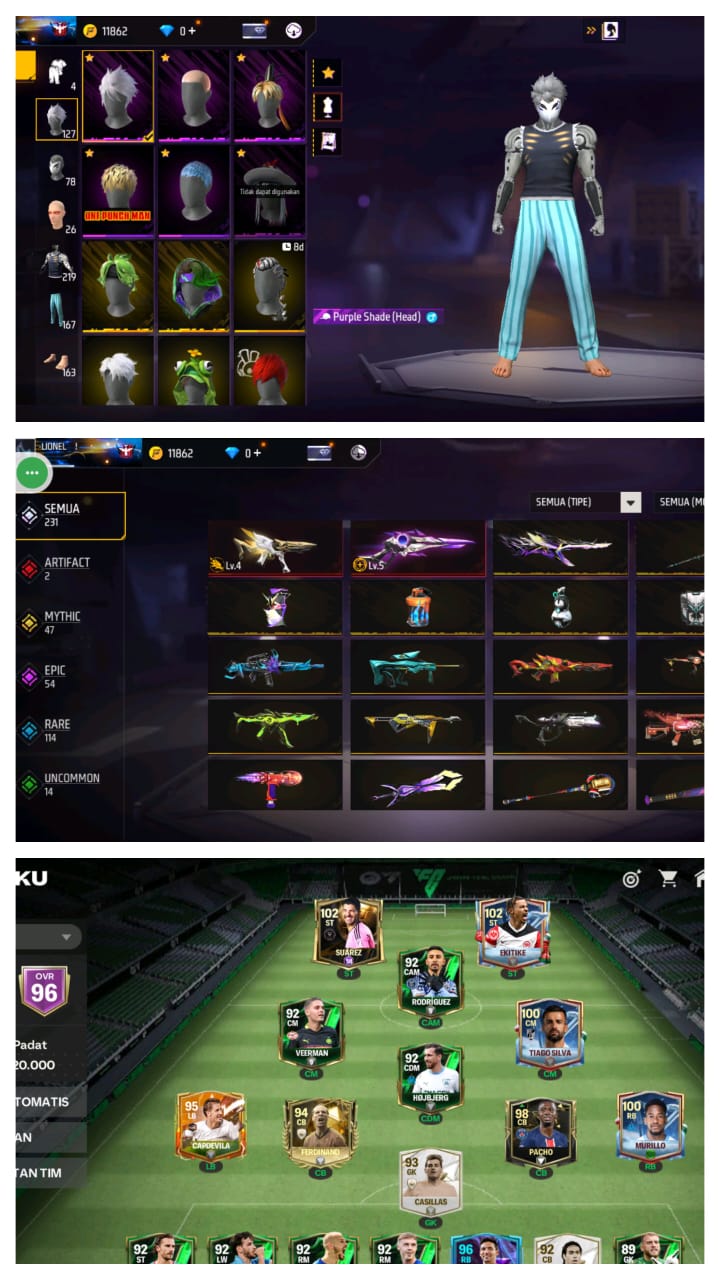 11862
0 +
4
127
78
26
219
167
163
ONE PUNCH MAN
Tidak dapat digunakan
8d
Purple Shade (Head)
LIONEL
11862
0 +
SEMUA
231
ARTIFACT
2
MYTHIC
47
EPIC
54
RARE
114
UNCOMMON
14
SEMUA (TIPE)
SEMUA (M
Lv.4
Lv.5
KU
OVR
96
Padat
20.000
TOMATIS
AN
TAN TIM
102
ST
SUÁREZ
ST
102
ST
EKITIKE
ST
92
CAM
RODRÍGUEZ
CAM
92
CM
VEERMAN
CM
100
CM
TIAGO SILVA
CM
92
CDM
HØJBJERG
CDM
95
LB
CAPDEVILA
LB
94
CB
FERDINAND
CB
98
CB
PACHO
CB
100
RB
MURILLO
RB
93
GK
CASILLAS
GK
92
ST
92
LW
92
RM
92
RM
96
RB
92
CB
89
GK